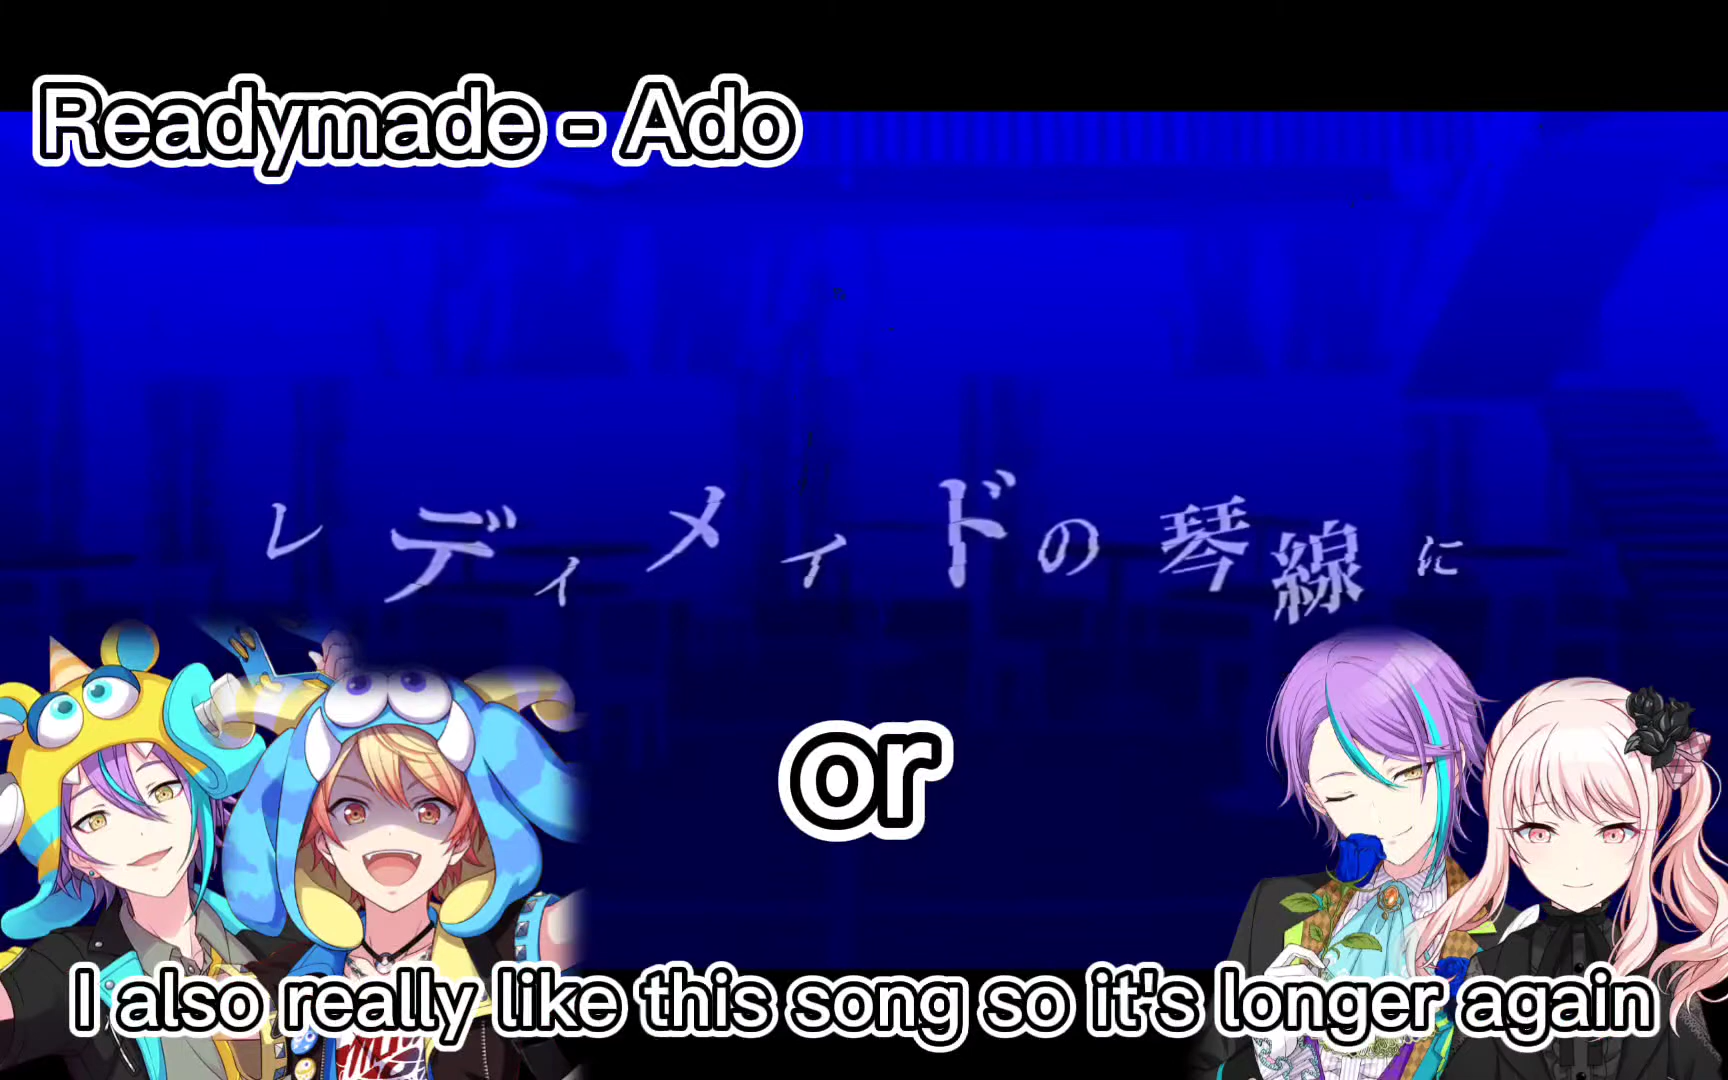 Readymade - Ado
レディメイドの琴線に
or
I also really like this song so it's longer again